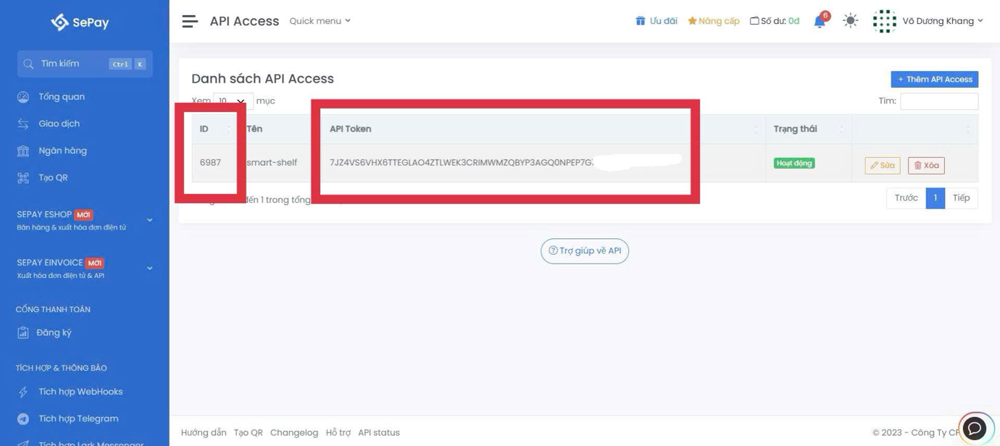 SePay
API Access
Quick menu
Ưu đãi
Nâng cấp
Số dư: 0đ
6
Võ Dương Khang
Tìm kiếm
Ctrl K
Tổng quan
Giao dịch
Ngân hàng
Tạo QR
SEPAY ESHOP MỚI
Bán hàng & xuất hóa đơn điện tử
SEPAY EINVOICE MỚI
Xuất hóa đơn điện tử & API
CỔNG THANH TOÁN
Đăng ký
TÍCH HỢP & THÔNG BÁO
Tích hợp WebHooks
Tích hợp Telegram
Tích hợp Lark Messenger
Danh sách API Access
+ Thêm API Access
Xem 10 mục
Tìm:
ID Tên API Token Trạng thái
6987 smart-shelf 7JZ4VS6VHX6TTEGLAO4ZTLWEK3CRIMWMZQBYP3AGQ0NPEP7G Hoạt động Sửa Xóa
đến 1 trong tổng
Trước 1 Tiếp
Trợ giúp về API
Hướng dẫn Tạo QR Changelog Hỗ trợ API status
© 2023 - Công Ty